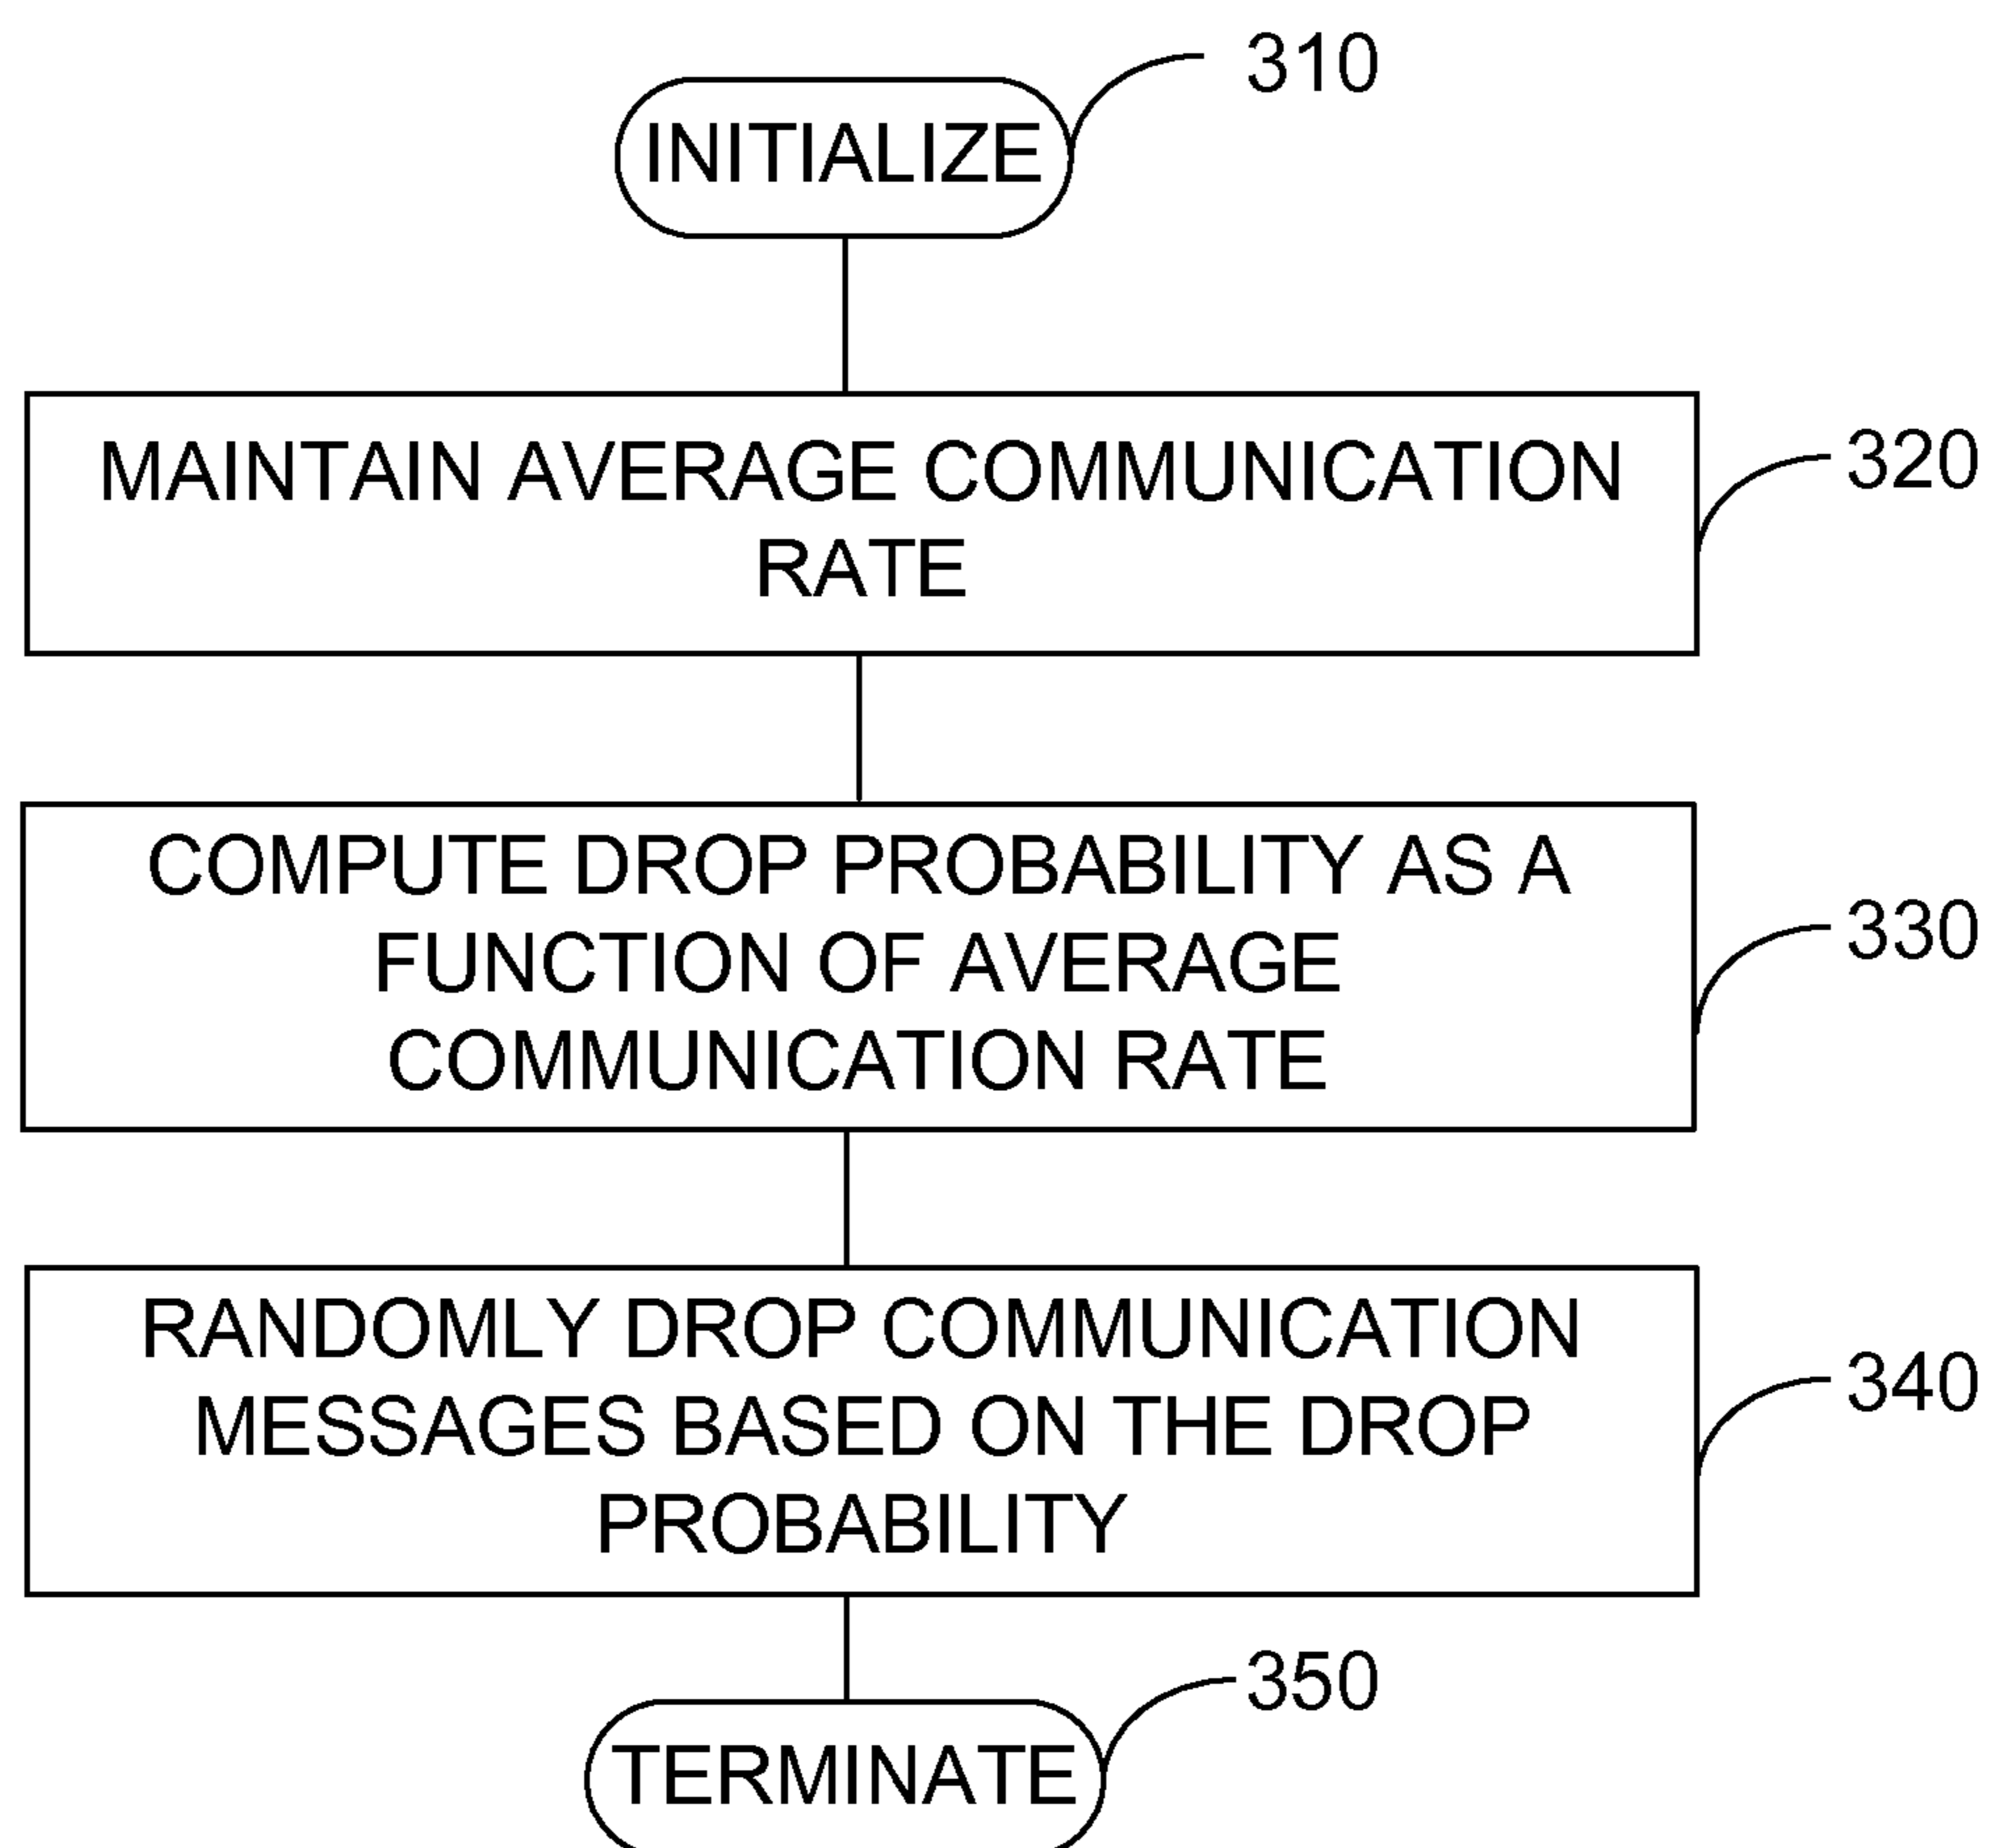 310
INITIALIZE
MAINTAIN AVERAGE COMMUNICATION
RATE
320
COMPUTE DROP PROBABILITY AS A
FUNCTION OF AVERAGE
COMMUNICATION RATE
330
RANDOMLY DROP COMMUNICATION
MESSAGES BASED ON THE DROP
PROBABILITY
340
350
TERMINATE